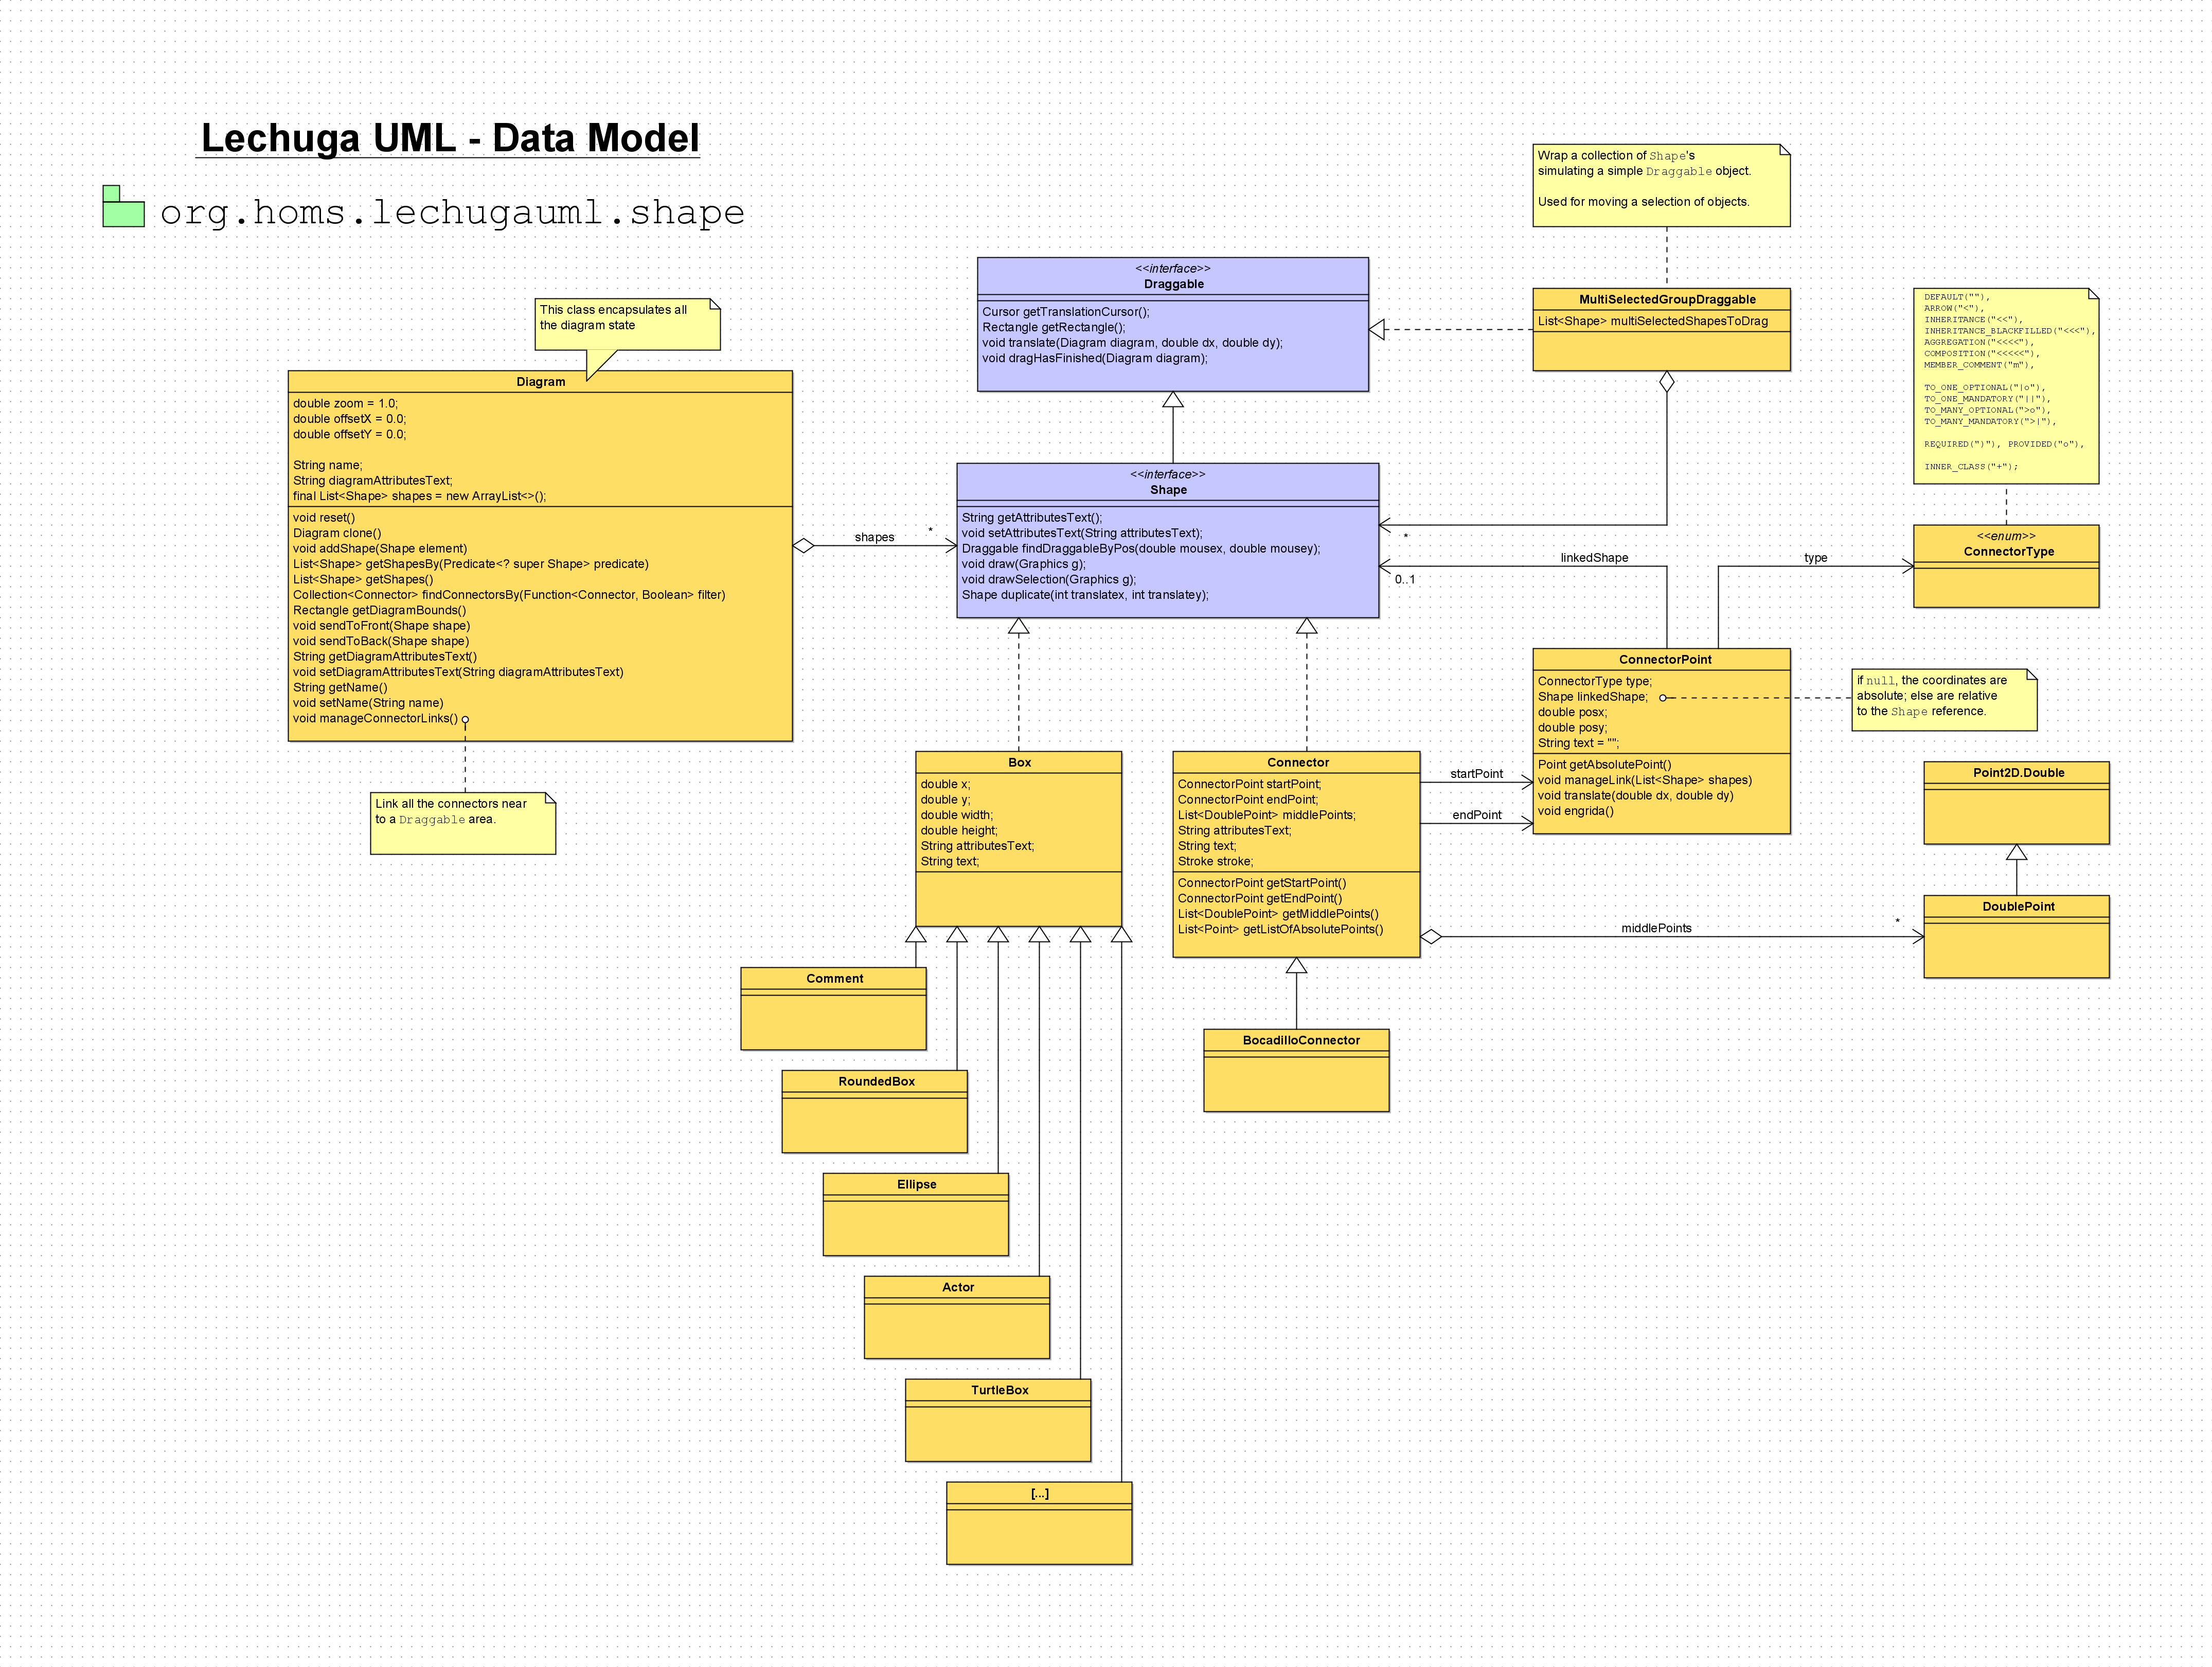 Lechuga UML - Data Model
org.homs.lechugauml.shape
Wrap a collection of Shape's
simulating a simple Draggable object.
Used for moving a selection of objects.
<<interface>>
Draggable
Cursor getTranslationCursor();
Rectangle getRectangle();
void translate(Diagram diagram, double dx, double dy);
void dragHasFinished(Diagram diagram);
MultiSelectedGroupDraggable
List<Shape> multiSelectedShapesToDrag
DEFAULT(""),
ARROW("<"),
INHERITANCE("<<"),
INHERITANCE_BLACKFILLED("<<<"),
AGGREGATION("<<<<"),
COMPOSITION("<<<<<"),
MEMBER_COMMENT("m"),
TO_ONE_OPTIONAL("|o"),
TO_ONE_MANDATORY("||"),
TO_MANY_OPTIONAL(">o"),
TO_MANY_MANDATORY(">|"),
REQUIRED(")"), PROVIDED("o"),
INNER_CLASS("+");
This class encapsulates all
the diagram state
Diagram
double zoom = 1.0;
double offsetX = 0.0;
double offsetY = 0.0;
String name;
String diagramAttributesText;
final List<Shape> shapes = new ArrayList<>();
void reset()
Diagram clone()
void addShape(Shape element)
List<Shape> getShapesBy(Predicate<? super Shape> predicate)
List<Shape> getShapes()
Collection<Connector> findConnectorsBy(Function<Connector, Boolean> filter)
Rectangle getDiagramBounds()
void sendToFront(Shape shape)
void sendToBack(Shape shape)
String getDiagramAttributesText()
void setDiagramAttributesText(String diagramAttributesText)
String getName()
void setName(String name)
void manageConnectorLinks()
shapes
*
<<interface>>
Shape
String getAttributesText();
void setAttributesText(String attributesText);
Draggable findDraggableByPos(double mousex, double mousey);
void draw(Graphics g);
void drawSelection(Graphics g);
Shape duplicate(int translatex, int translatey);
*
linkedShape
0..1
type
<<enum>>
ConnectorType
ConnectorPoint
ConnectorType type;
Shape linkedShape;
double posx;
double posy;
String text = "";
Point getAbsolutePoint()
void manageLink(List<Shape> shapes)
void translate(double dx, double dy)
void engrida()
if null, the coordinates are
absolute; else are relative
to the Shape reference.
Link all the connectors near
to a Draggable area.
Box
double x;
double y;
double width;
double height;
String attributesText;
String text;
Connector
ConnectorPoint startPoint;
ConnectorPoint endPoint;
List<DoublePoint> middlePoints;
String attributesText;
String text;
Stroke stroke;
ConnectorPoint getStartPoint()
ConnectorPoint getEndPoint()
List<DoublePoint> getMiddlePoints()
List<Point> getListOfAbsolutePoints()
startPoint
endPoint
Point2D.Double
DoublePoint
middlePoints
*
Comment
BocadilloConnector
RoundedBox
Ellipse
Actor
TurtleBox
[...]